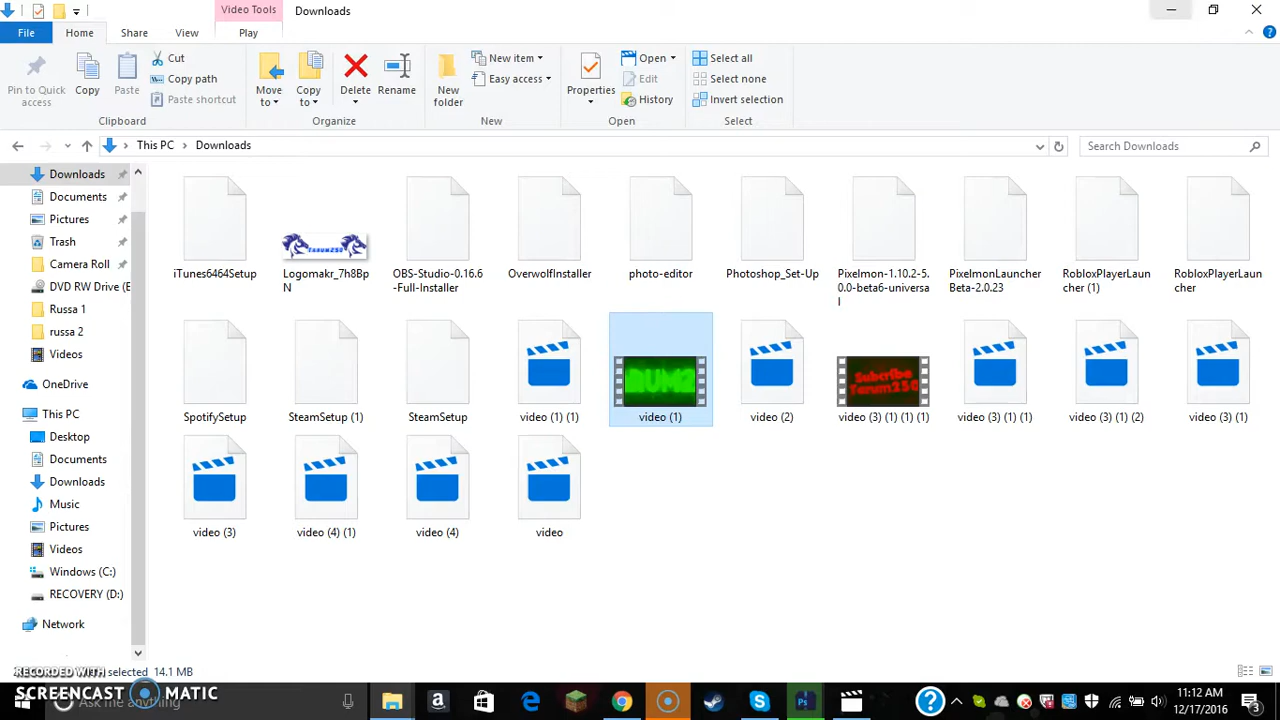 Video Tools
Downloads
File
Home
Share
View
Play
Pin to Quick access
Copy
Paste
Cut
Copy path
Paste shortcut
Clipboard
Move to
Copy to
Delete
Rename
Organize
New folder
New item
Easy access
New
Properties
Open
Edit
History
Open
Select all
Select none
Invert selection
Select
This PC
Downloads
Search Downloads
Downloads
Documents
Pictures
Trash
Camera Roll
DVD RW Drive (E
Russa 1
russa 2
Videos
OneDrive
This PC
Desktop
Documents
Downloads
Music
Pictures
Videos
Windows (C:)
RECOVERY (D:)
Network
iTunes6464Setup
Tarum250
Logomakr_7h8Bp
N
OBS-Studio-0.16.6
-Full-Installer
OverwolfInstaller
photo-editor
Photoshop_Set-Up
Pixelmon-1.10.2-5.
0.0-beta6-universa
l
PixelmonLauncher
Beta-2.0.23
RobloxPlayerLaun
cher (1)
RobloxPlayerLaun
cher
SpotifySetup
SteamSetup (1)
SteamSetup
video (1) (1)
video (1)
video (2)
Subcribe
Tarum250
video (3) (1) (1) (1)
video (3) (1) (1)
video (3) (1) (2)
video (3) (1)
video (3)
video (4) (1)
video (4)
video
selected 14.1 MB
RECORDED WITH
SCREENCAST MATIC
Ask me anything
Ps
11:12 AM
12/17/2016
3